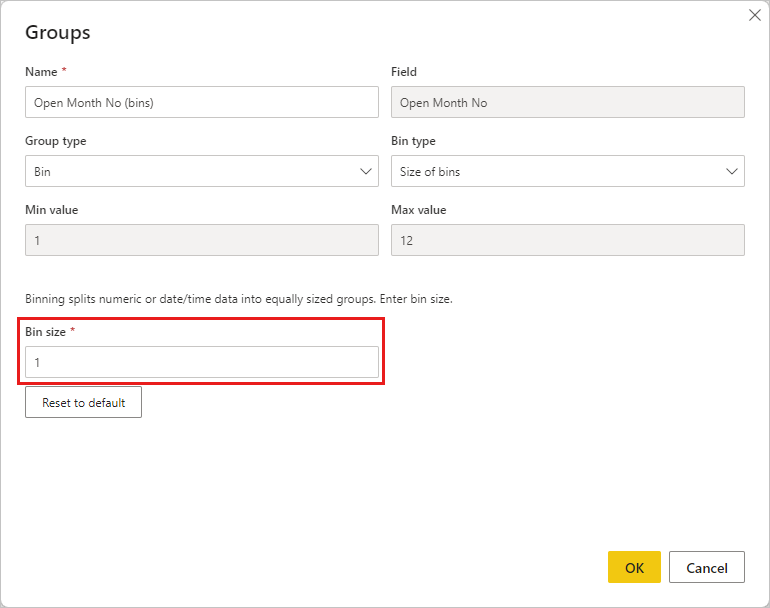 Groups
Name *
Field
Open Month No (bins)
Open Month No
Group type
Bin type
Bin
Size of bins
Min value
Max value
1
12
Binning splits numeric or date/time data into equally sized groups. Enter bin size.
Bin size *
1
Reset to default
OK
Cancel